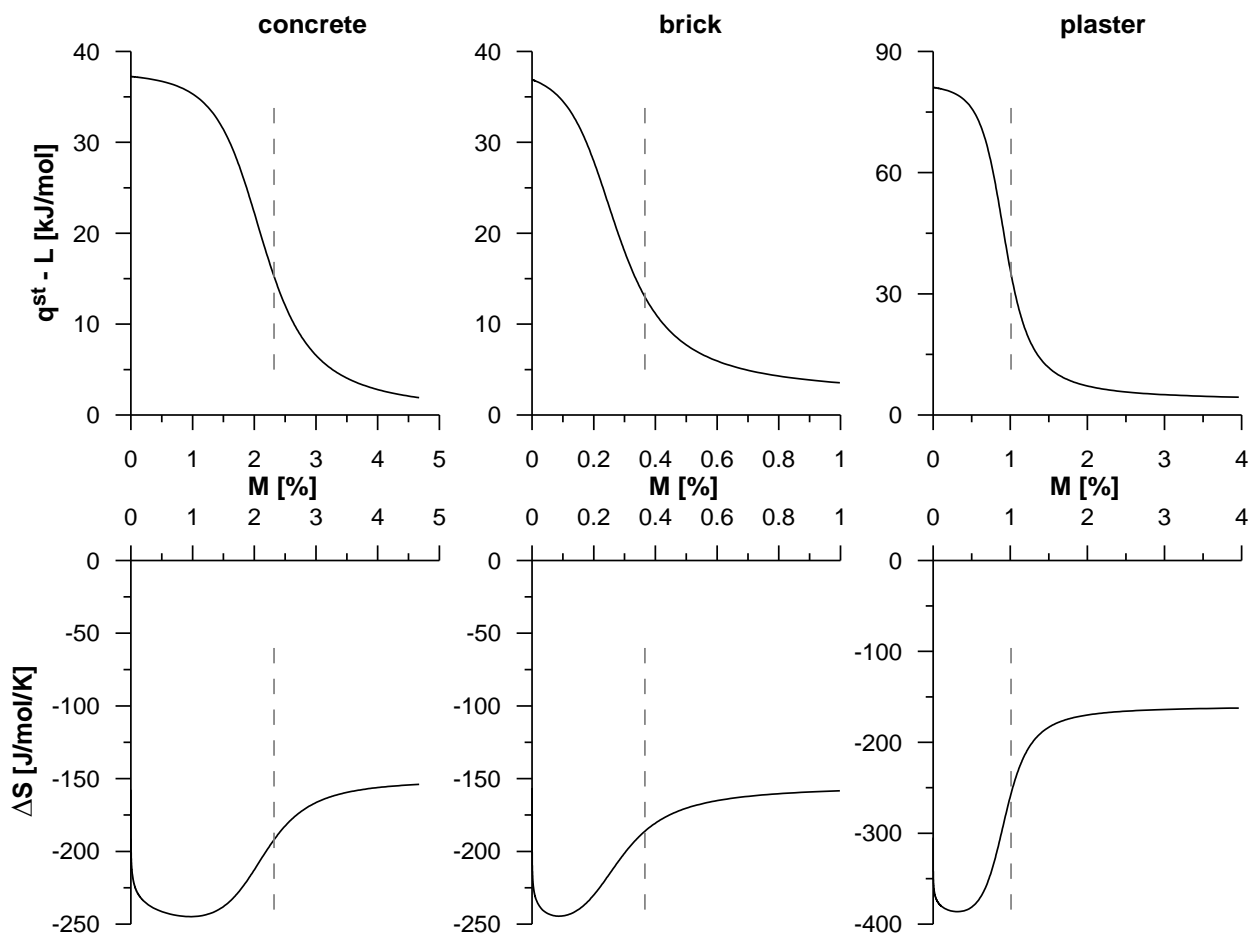 concrete brick plaster
40 40 90
30 30
60
20 20
30
10 10
0 0 0
qst - L [kJ/mol]
0 1 2 3 4 5 0 0.2 0.4 0.6 0.8 1 0 1 2 3 4
M [%] M [%] M [%]
0 1 2 3 4 5 0 0.2 0.4 0.6 0.8 1 0 1 2 3 4
0 0 0
-50 -50
-100
-100 -100
-150 -150
-200
-200 -200
-300
-250 -250 -400
ΔS [J/mol/K]